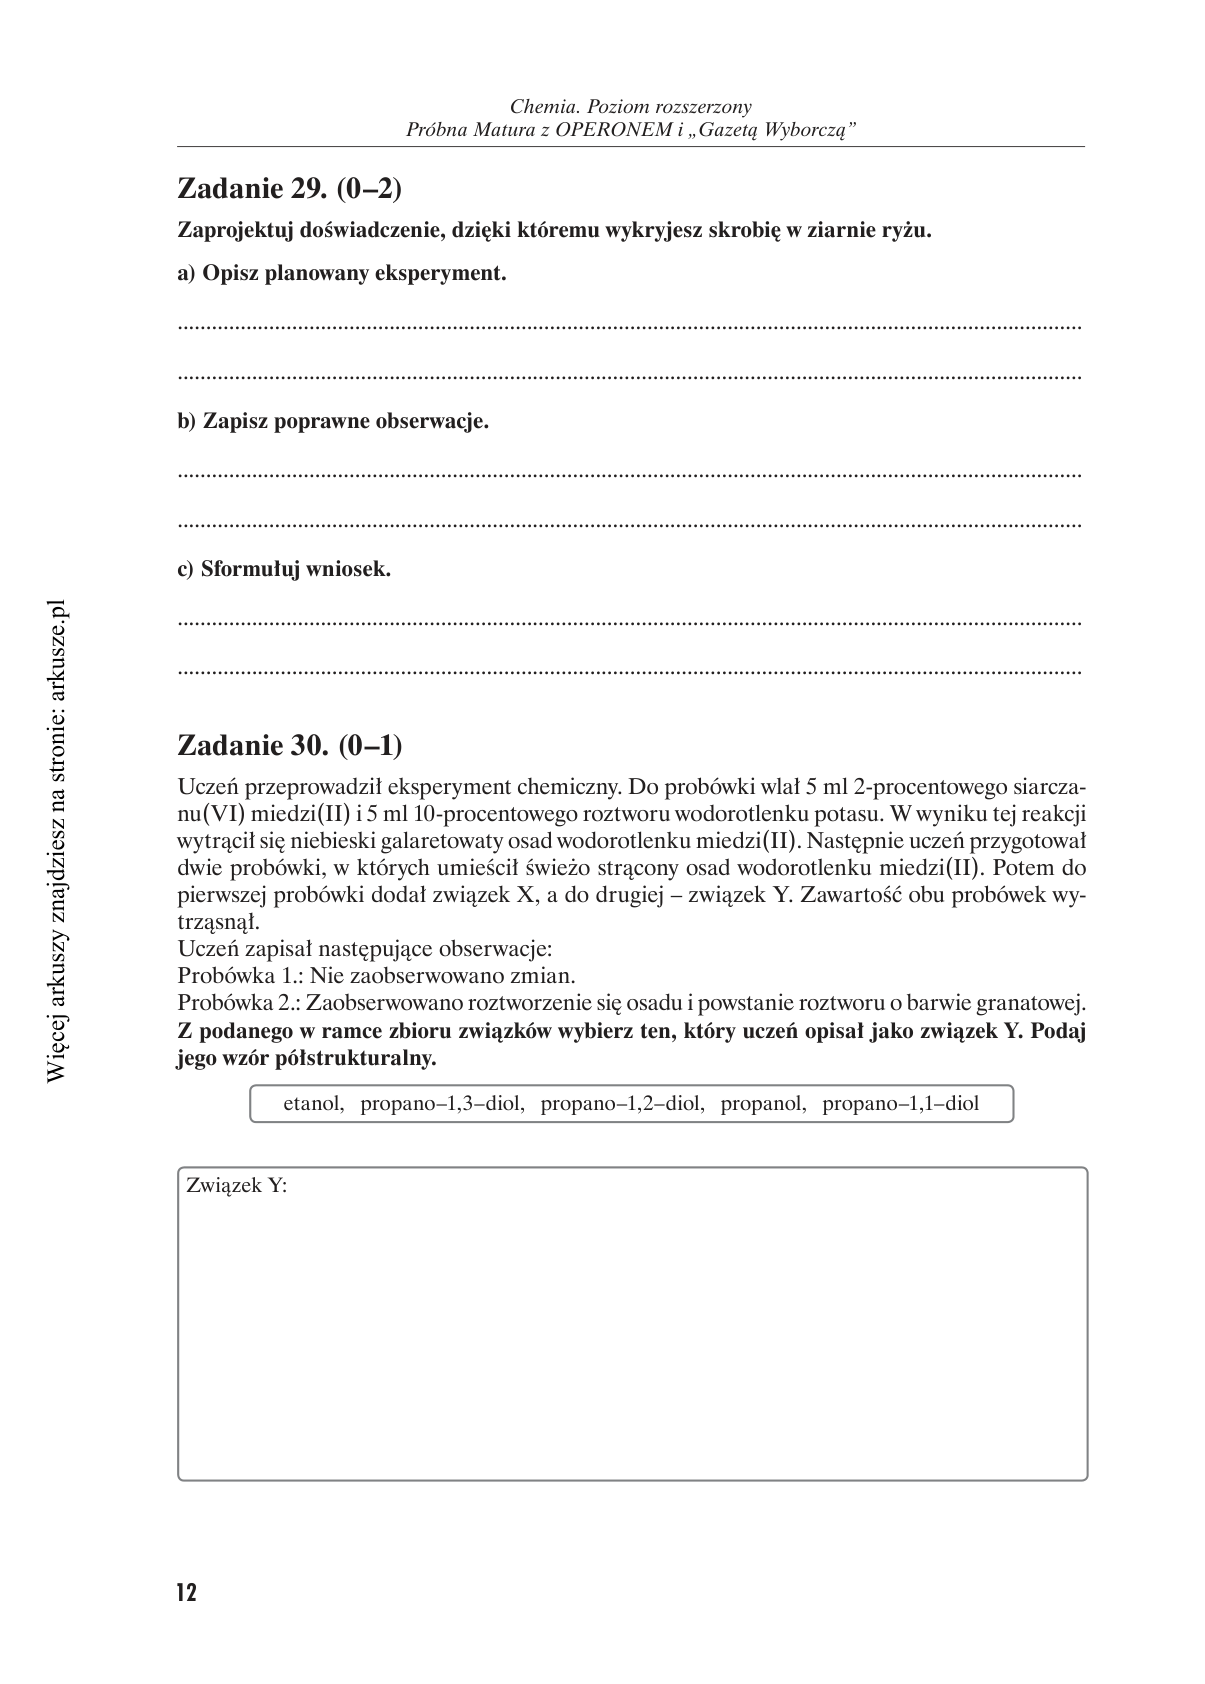 Chemia. Poziom rozszerzony
Próbna Matura z OPERONEM i „Gazetą Wyborczą”
Zadanie 29. (0–2)
Zaprojektuj doświadczenie, dzięki któremu wykryjesz skrobię w ziarnie ryżu.
a) Opisz planowany eksperyment.
b) Zapisz poprawne obserwacje.
c) Sformułuj wniosek.
Zadanie 30. (0–1)
Uczeń przeprowadził eksperyment chemiczny. Do probówki wlał 5 ml 2-procentowego siarcza-
nu(VI) miedzi(II) i 5 ml 10-procentowego roztworu wodorotlenku potasu. W wyniku tej reakcji
wytrącił się niebieski galaretowaty osad wodorotlenku miedzi(II). Następnie uczeń przygotował
dwie probówki, w których umieścił świeżo strącony osad wodorotlenku miedzi(II). Potem do
pierwszej probówki dodał związek X, a do drugiej – związek Y. Zawartość obu probówek wy-
trząsnął.
Uczeń zapisał następujące obserwacje:
Probówka 1.: Nie zaobserwowano zmian.
Probówka 2.: Zaobserwowano roztworzenie się osadu i powstanie roztworu o barwie granatowej.
Z podanego w ramce zbioru związków wybierz ten, który uczeń opisał jako związek Y. Podaj
jego wzór półstrukturalny.
etanol, propano–1,3–diol, propano–1,2–diol, propanol, propano–1,1–diol
Związek Y:
12
Więcej arkuszy znajdziesz na stronie: arkusze.pl